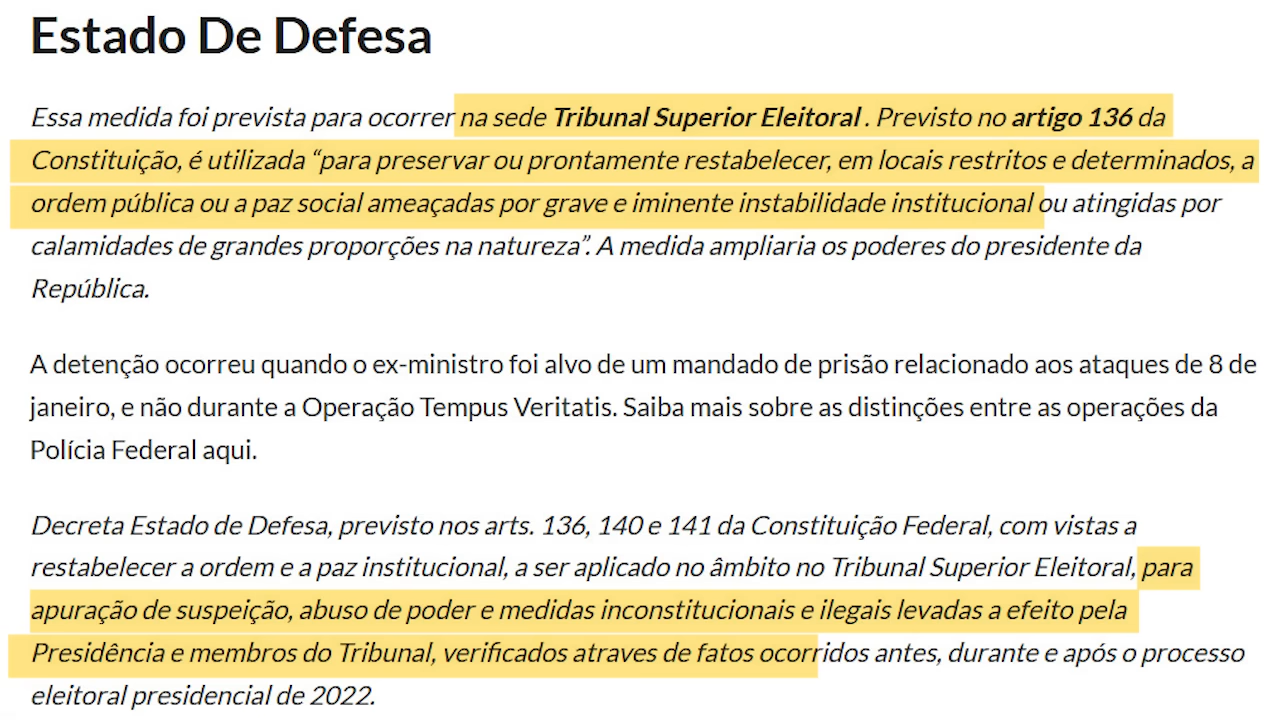 Estado De Defesa
Essa medida foi prevista para ocorrer na sede Tribunal Superior Eleitoral . Previsto no artigo 136 da
Constituição, é utilizada “para preservar ou prontamente restabelecer, em locais restritos e determinados, a
ordem pública ou a paz social ameaçadas por grave e iminente instabilidade institucional ou atingidas por
calamidades de grandes proporções na natureza”. A medida ampliaria os poderes do presidente da
República.
A detenção ocorreu quando o ex-ministro foi alvo de um mandado de prisão relacionado aos ataques de 8 de
janeiro, e não durante a Operação Tempus Veritatis. Saiba mais sobre as distinções entre as operações da
Polícia Federal aqui.
Decreta Estado de Defesa, previsto nos arts. 136, 140 e 141 da Constituição Federal, com vistas a
restabelecer a ordem e a paz institucional, a ser aplicado no âmbito no Tribunal Superior Eleitoral, para
apuração de suspeição, abuso de poder e medidas inconstitucionais e ilegais levadas a efeito pela
Presidência e membros do Tribunal, verificados atraves de fatos ocorridos antes, durante e após o processo
eleitoral presidencial de 2022.